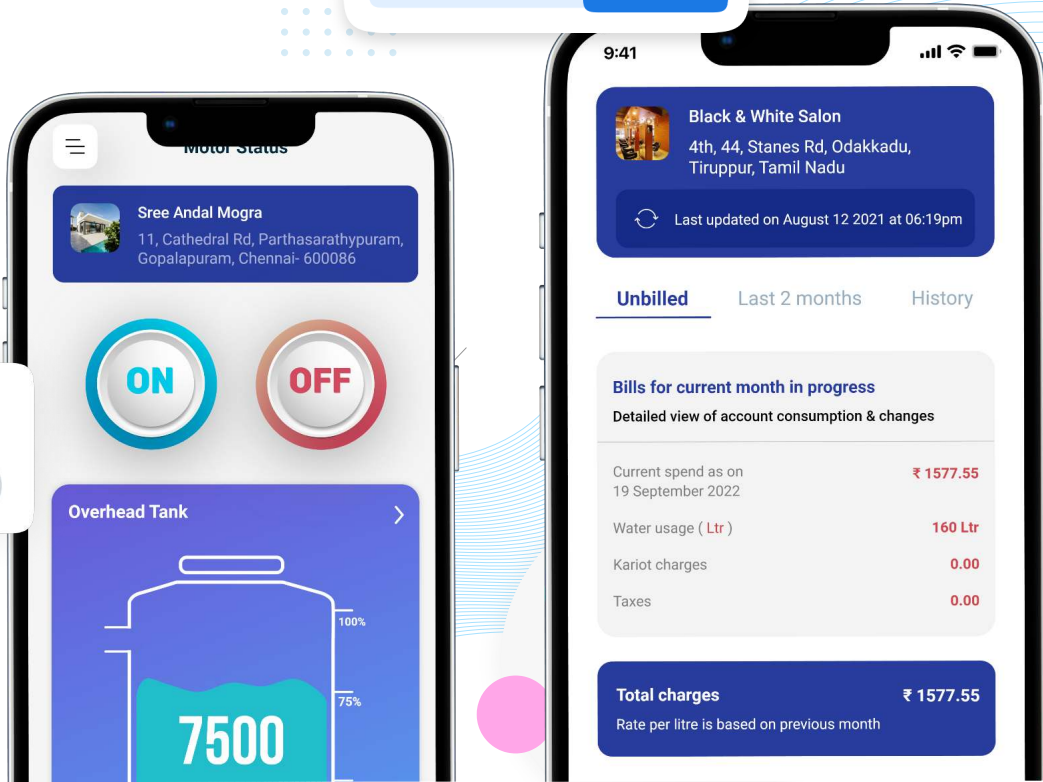 Motor Status
Sree Andal Mogra
11, Cathedral Rd, Parthasarathypuram,
Gopalapuram, Chennai- 600086
ON
OFF
Overhead Tank
100%
75%
7500
9:41
Black & White Salon
4th, 44, Stanes Rd, Odakkadu,
Tiruppur, Tamil Nadu
Last updated on August 12 2021 at 06:19pm
Unbilled Last 2 months History
Bills for current month in progress
Detailed view of account consumption & changes
Current spend as on
19 September 2022 ₹ 1577.55
Water usage ( Ltr ) 160 Ltr
Kariot charges 0.00
Taxes 0.00
Total charges ₹ 1577.55
Rate per litre is based on previous month